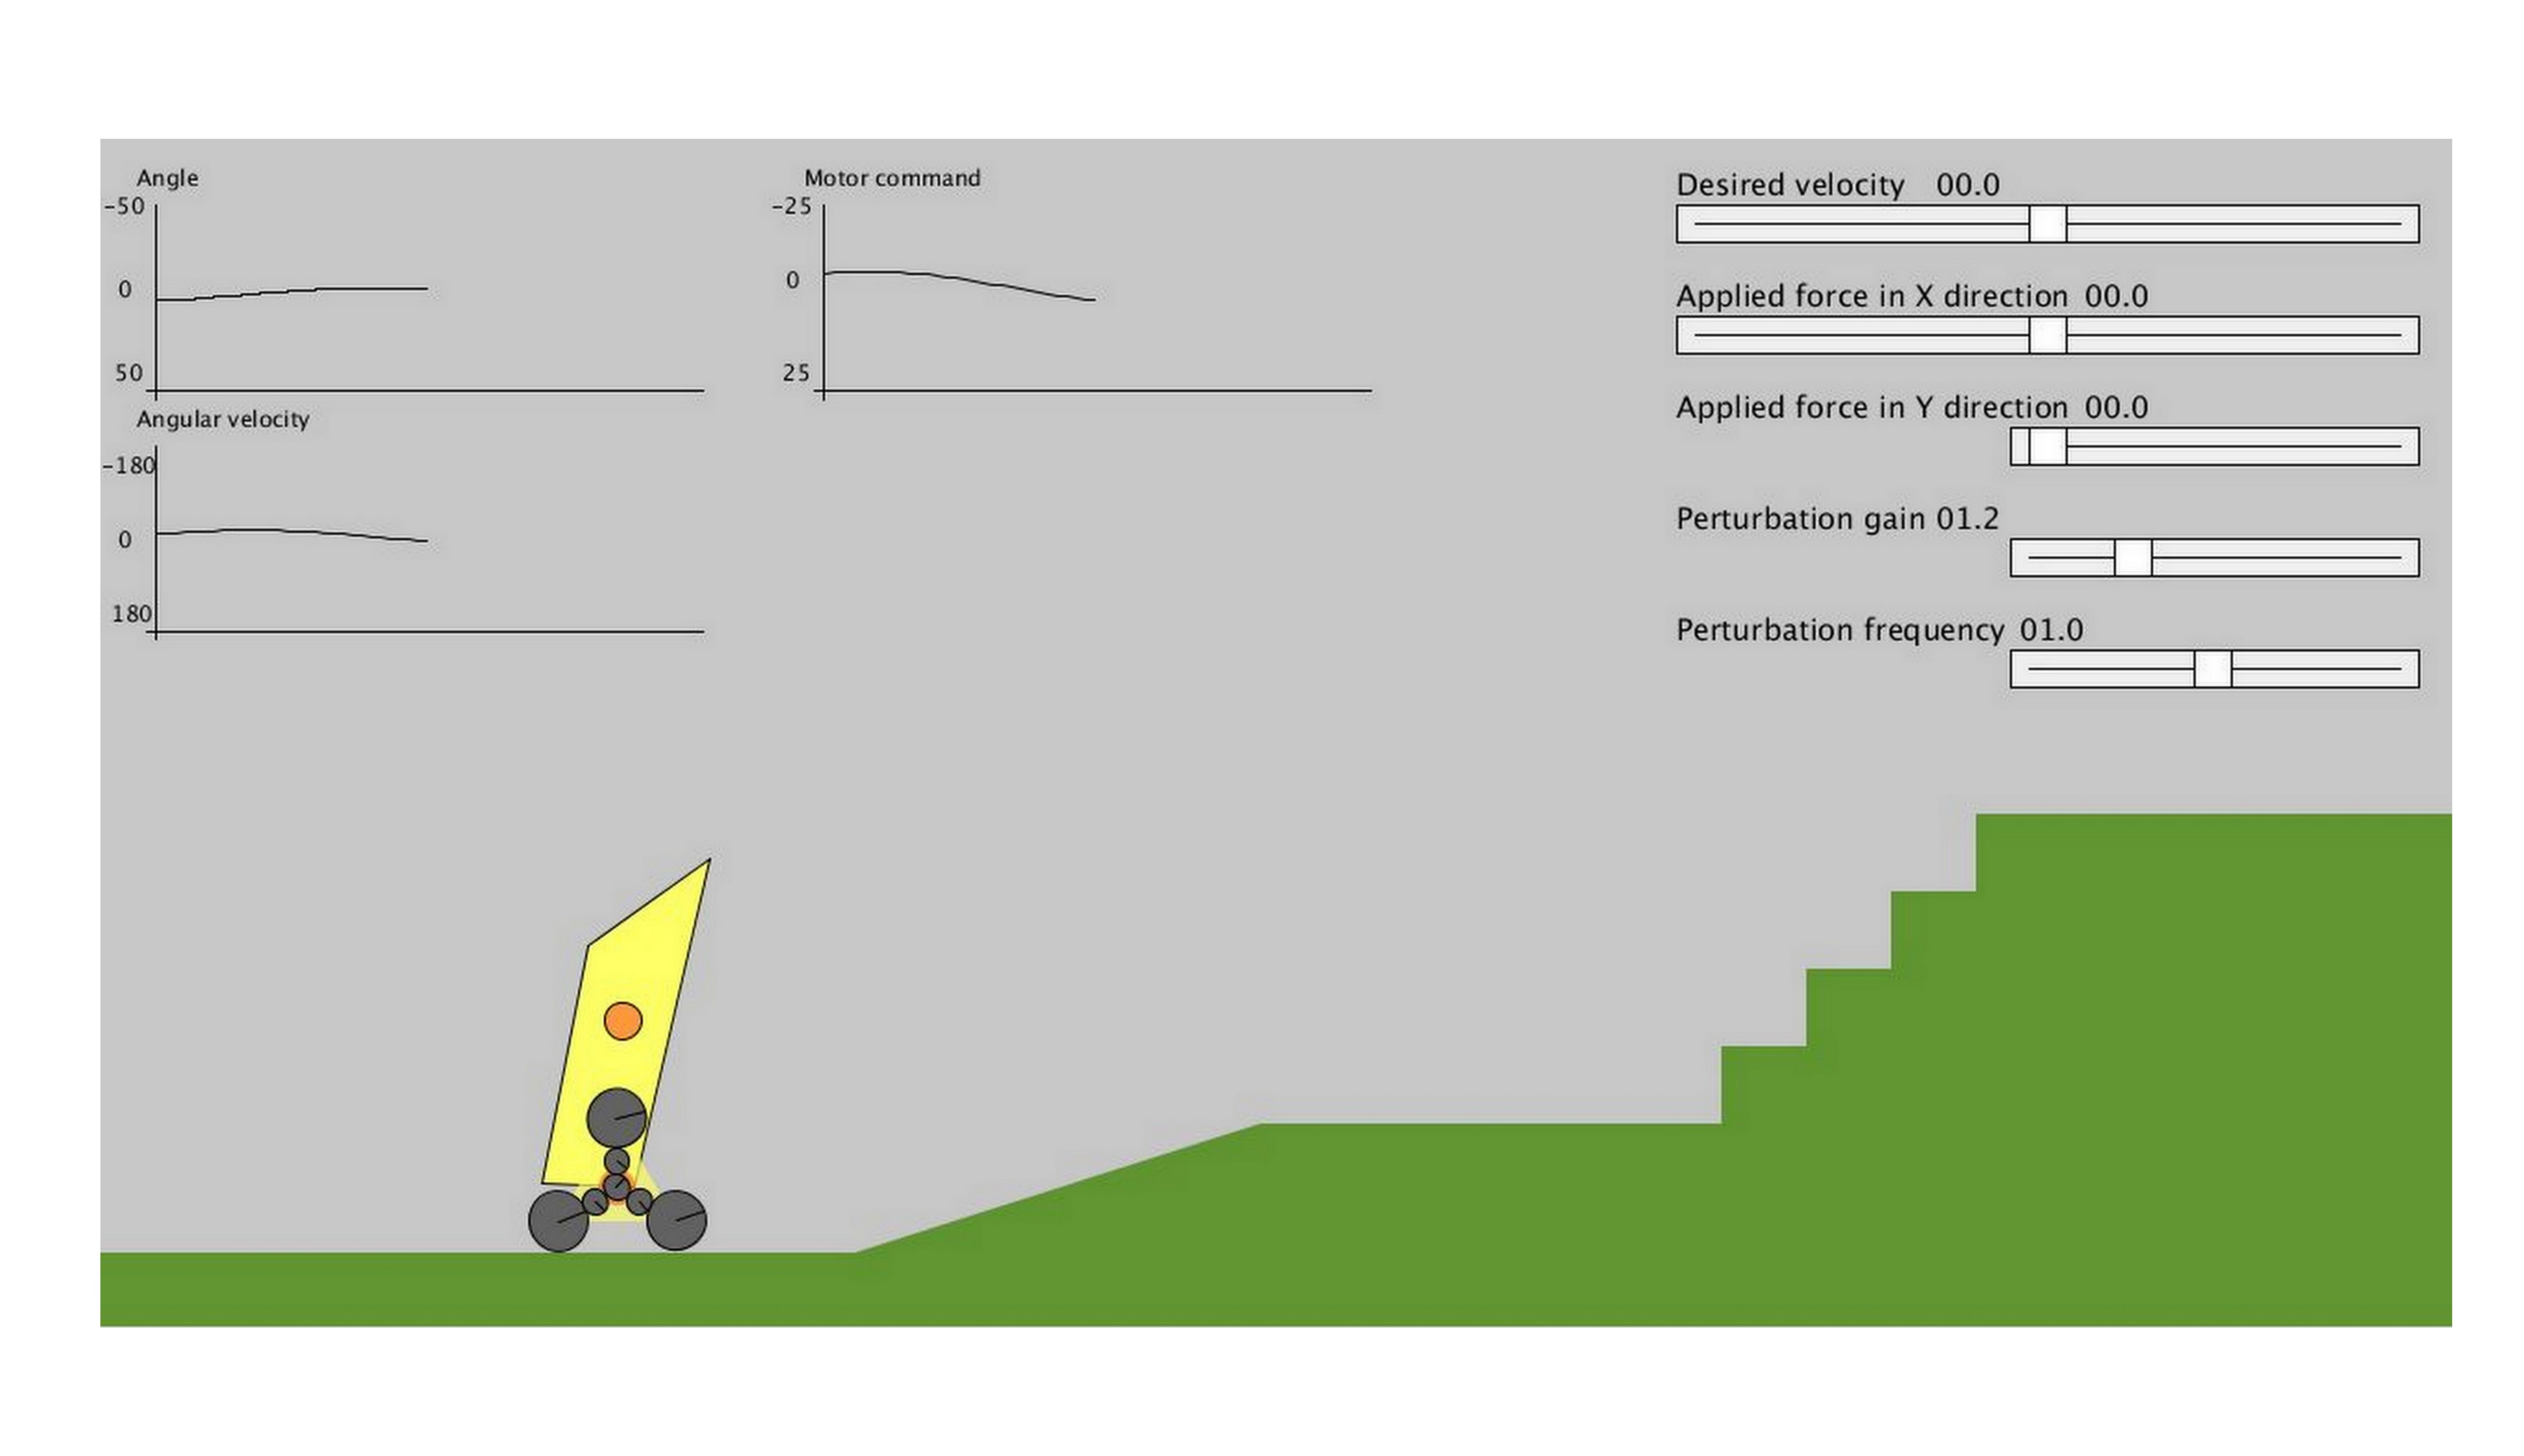 Angle
-50
0
50
Angular velocity
-180
0
180
Motor command
-25
0
25
Desired velocity 00.0
Applied force in X direction 00.0
Applied force in Y direction 00.0
Perturbation gain 01.2
Perturbation frequency 01.0